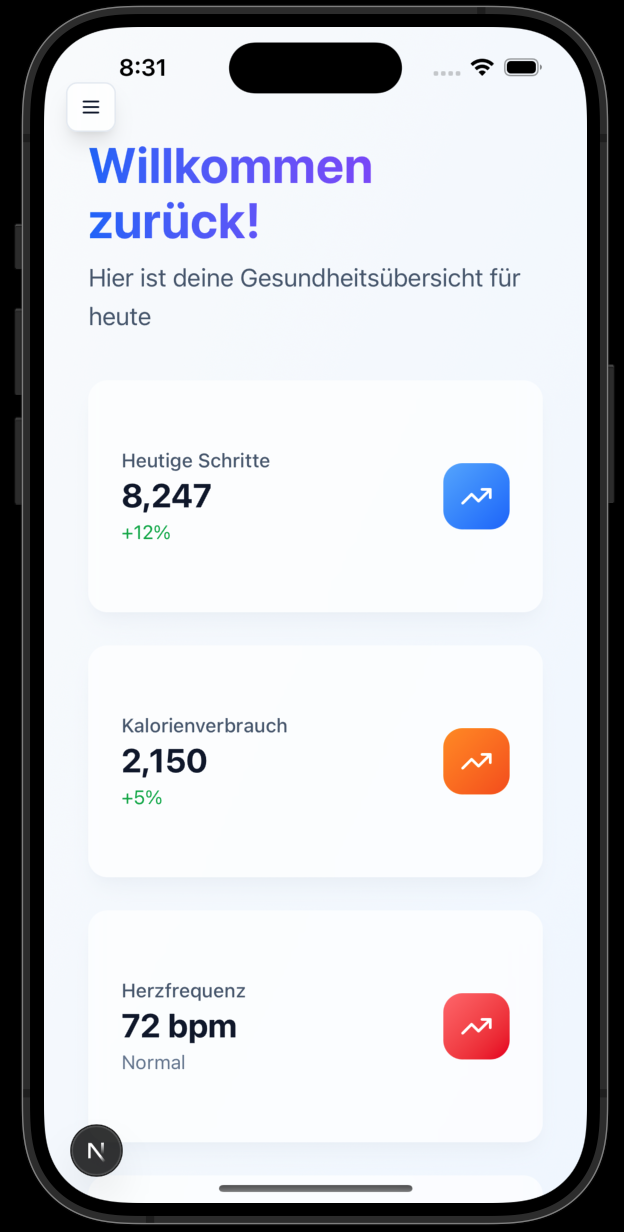 8:31
Willkommen
zurück!
Hier ist deine Gesundheitsübersicht für
heute
Heutige Schritte
8,247
+12%
Kalorienverbrauch
2,150
+5%
Herzfrequenz
72 bpm
Normal
N